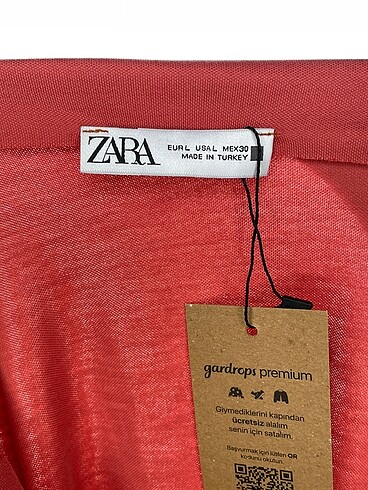 ZARA
EUR L USA L MEX 30
MADE IN TURKEY
gardrops premium
Giymediklerini kapından
ücretsiz alalım
senin için satalım.
Başvurmak için lütfen QR
kodunu okutun.